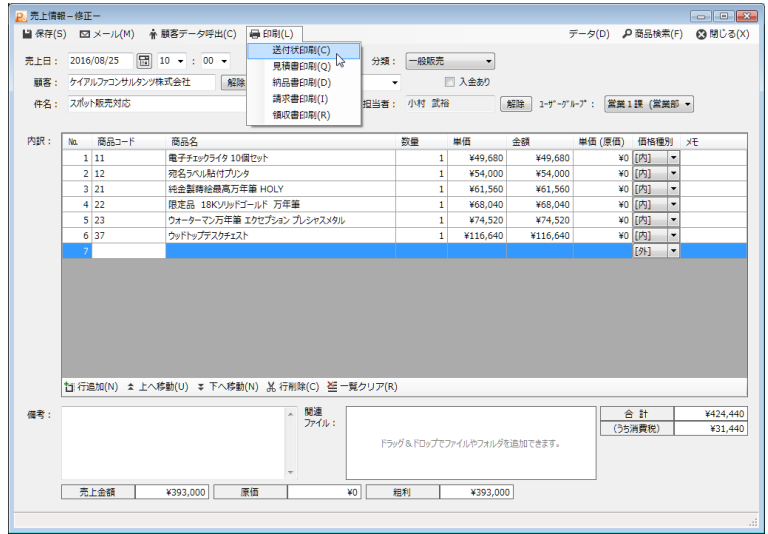 売上情報－修正－
保存(S) メール(M) 顧客データ呼出(C) 印刷(L) データ(D) 商品検索(F) 閉じる(X)
送付状印刷(C)
見積書印刷(Q)
納品書印刷(D)
請求書印刷(I)
領収書印刷(R)
売上日： 2016/08/25 10 ： 00 分類： 一般販売
顧客： ケイアルファコンサルタンツ株式会社 解除 入金あり
件名： スポット販売対応 担当者： 小村 武裕 解除 ユーザーグループ： 営業１課 (営業部
内訳：
No. 商品コード 商品名 数量 単価 金額 単価 (原価) 価格種別 メモ
1 11 電子チェックライタ 10個セット 1 ¥49,680 ¥49,680 ¥0 [内]
2 12 宛名ラベル貼付プリンタ 1 ¥54,000 ¥54,000 ¥0 [内]
3 21 純金製蒔絵最高万年筆 HOLY 1 ¥61,560 ¥61,560 ¥0 [内]
4 22 限定品 18Kソリッドゴールド 万年筆 1 ¥68,040 ¥68,040 ¥0 [内]
5 23 ウォーターマン万年筆 エクセプション プレシャスメタル 1 ¥74,520 ¥74,520 ¥0 [内]
6 37 ウッドトップデスクチェスト 1 ¥116,640 ¥116,640 ¥0 [内]
7 [外]
行追加(N) 上へ移動(U) 下へ移動(N) 行削除(C) 一覧クリア(R)
備考： 関連ファイル： ドラッグ＆ドロップでファイルやフォルダを追加できます。
合 計 ¥424,440
(うち消費税) ¥31,440
売上金額 ¥393,000 原価 ¥0 粗利 ¥393,000